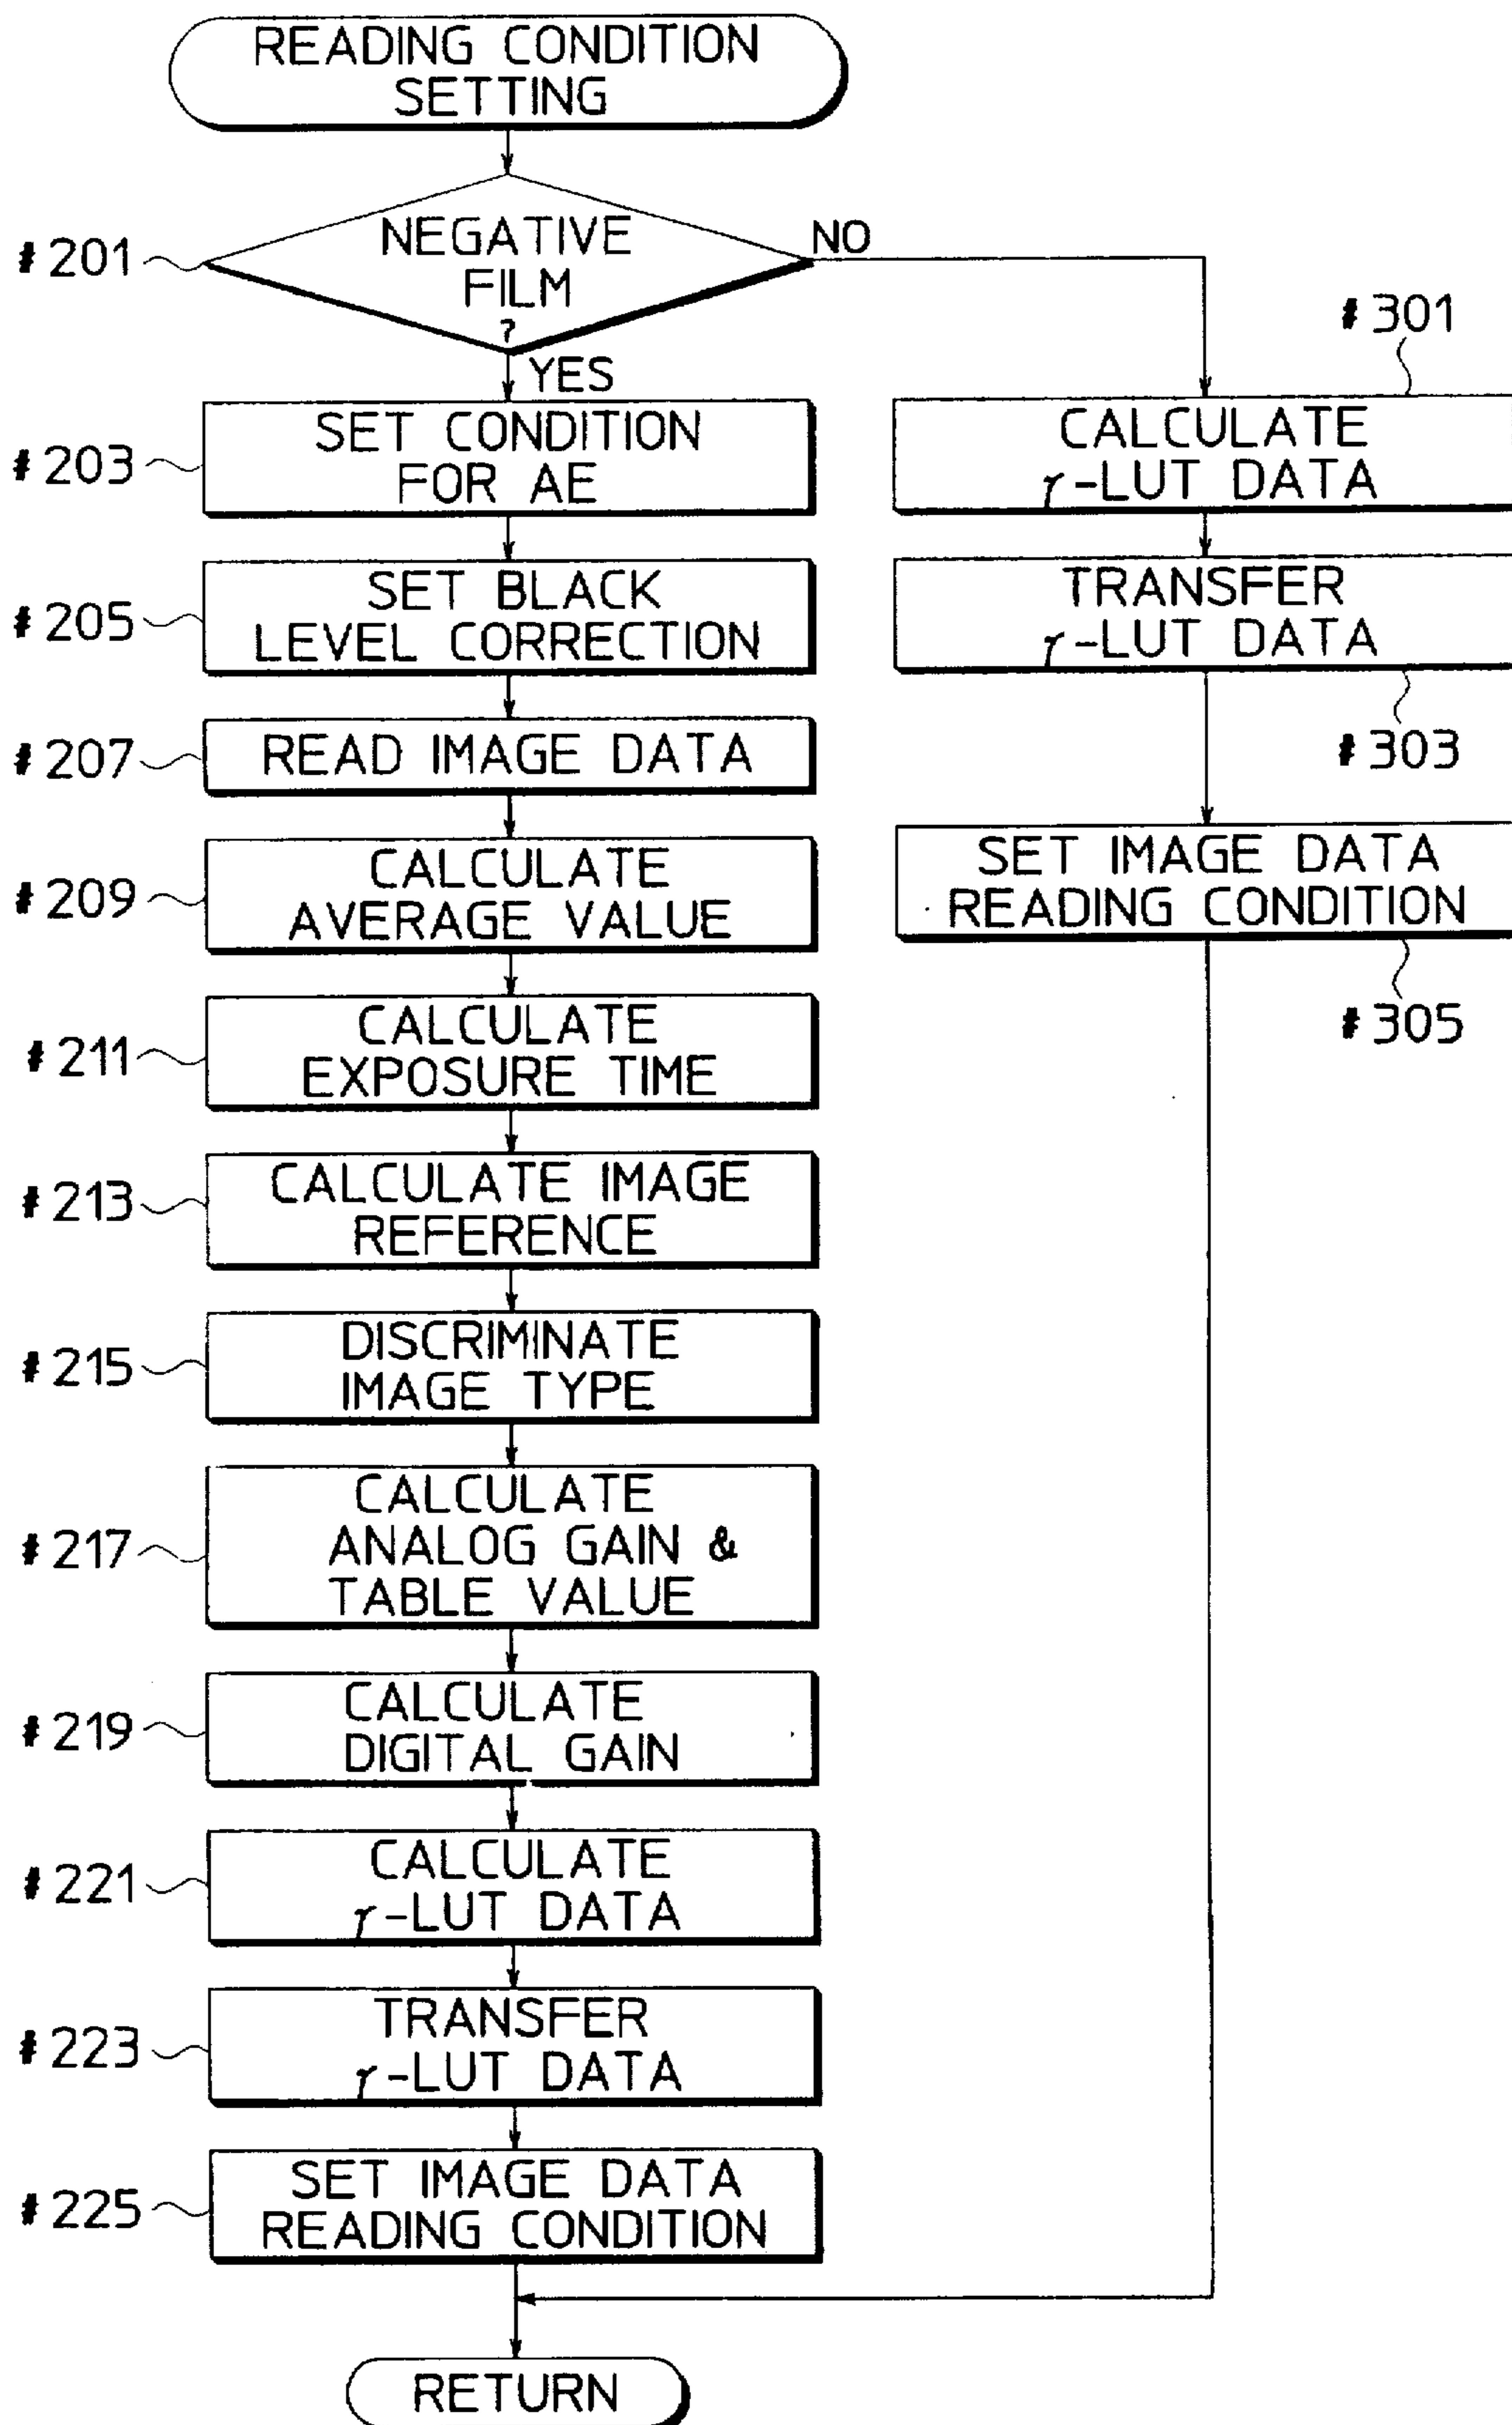 READING CONDITION
SETTING
#201
NEGATIVE
FILM
?
NO
YES
#203
SET CONDITION
FOR AE
#205
SET BLACK
LEVEL CORRECTION
#207
READ IMAGE DATA
#209
CALCULATE
AVERAGE VALUE
#211
CALCULATE
EXPOSURE TIME
#213
CALCULATE IMAGE
REFERENCE
#215
DISCRIMINATE
IMAGE TYPE
#217
CALCULATE
ANALOG GAIN &
TABLE VALUE
#219
CALCULATE
DIGITAL GAIN
#221
CALCULATE
γ-LUT DATA
#223
TRANSFER
γ-LUT DATA
#225
SET IMAGE DATA
READING CONDITION
#301
CALCULATE
γ-LUT DATA
TRANSFER
γ-LUT DATA
#303
SET IMAGE DATA
READING CONDITION
#305
RETURN